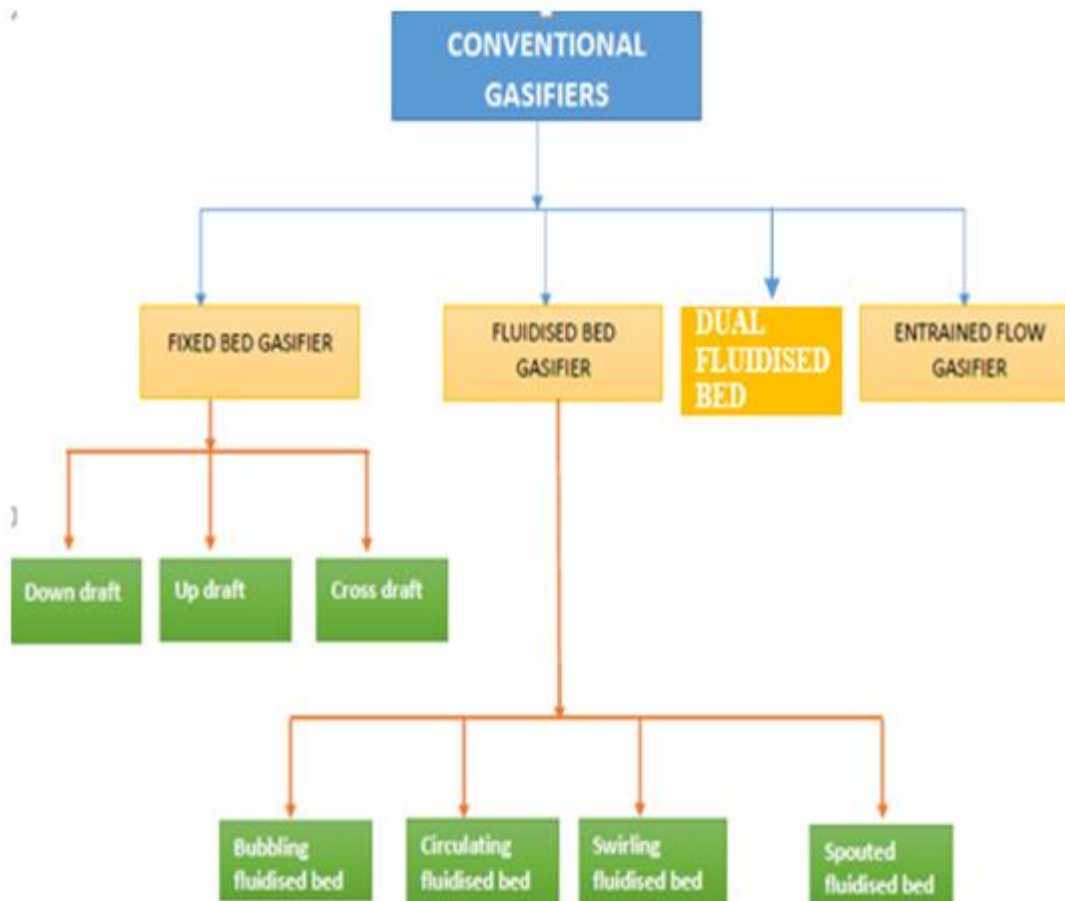 CONVENTIONAL
GASIFIERS
FIXED BED GASIFIER
FLUIDISED BED
GASIFIER
DUAL
FLUIDISED
BED
ENTRAINED FLOW
GASIFIER
Down draft
Up draft
Cross draft
Bubbling
fluidised bed
Circulating
fluidised bed
Swirling
fluidised bed
Spouted
fluidised bed